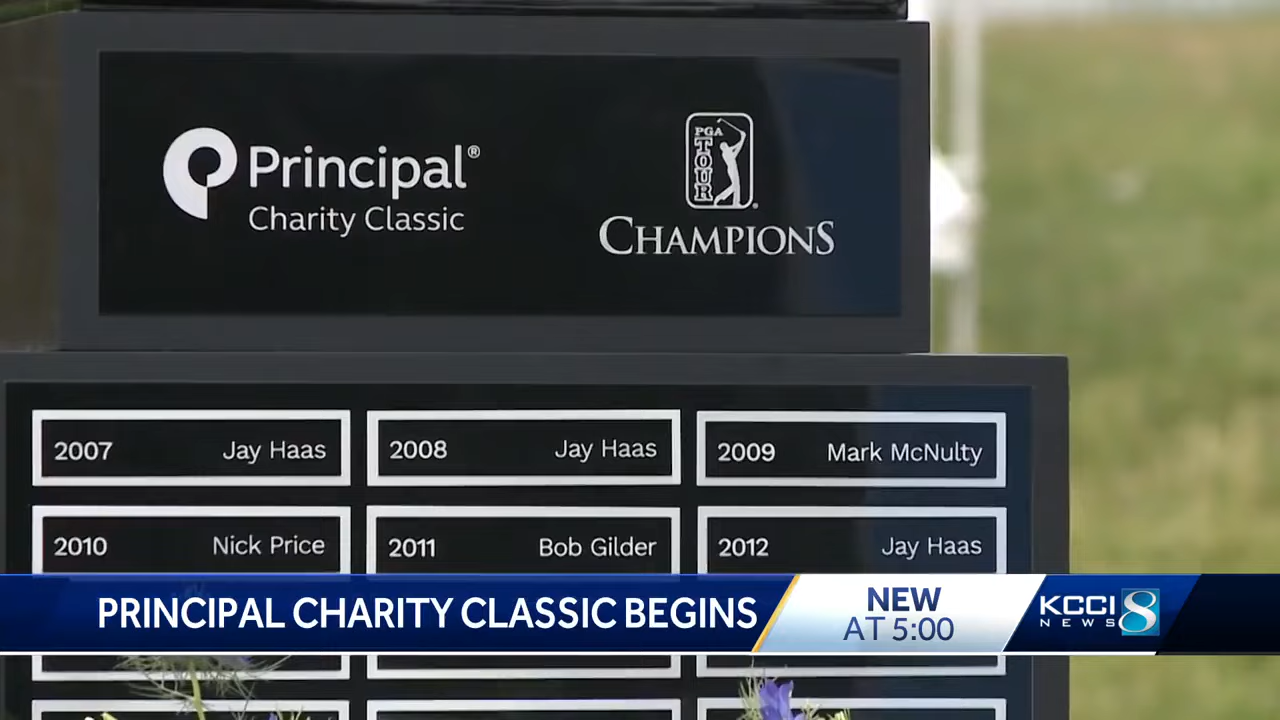 Principal®
Charity Classic
PGA TOUR
CHAMPIONS
2007 Jay Haas
2008 Jay Haas
2009 Mark McNulty
2010 Nick Price
2011 Bob Gilder
2012 Jay Haas
PRINCIPAL CHARITY CLASSIC BEGINS
NEW
AT 5:00
KCCI 8
NEWS